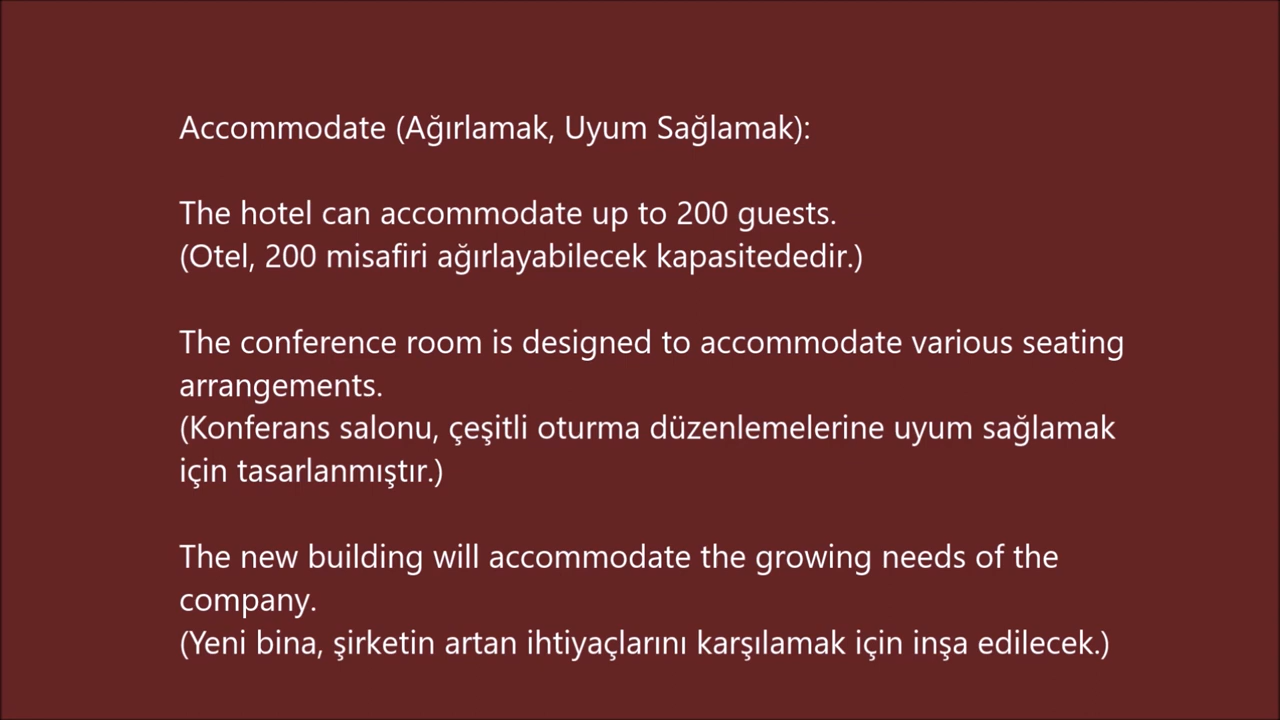 Accommodate (Ağırlamak, Uyum Sağlamak):
The hotel can accommodate up to 200 guests.
(Otel, 200 misafiri ağırlayabilecek kapasitededir.)
The conference room is designed to accommodate various seating
arrangements.
(Konferans salonu, çeşitli oturma düzenlemelerine uyum sağlamak
için tasarlanmıştır.)
The new building will accommodate the growing needs of the
company.
(Yeni bina, şirketin artan ihtiyaçlarını karşılamak için inşa edilecek.)